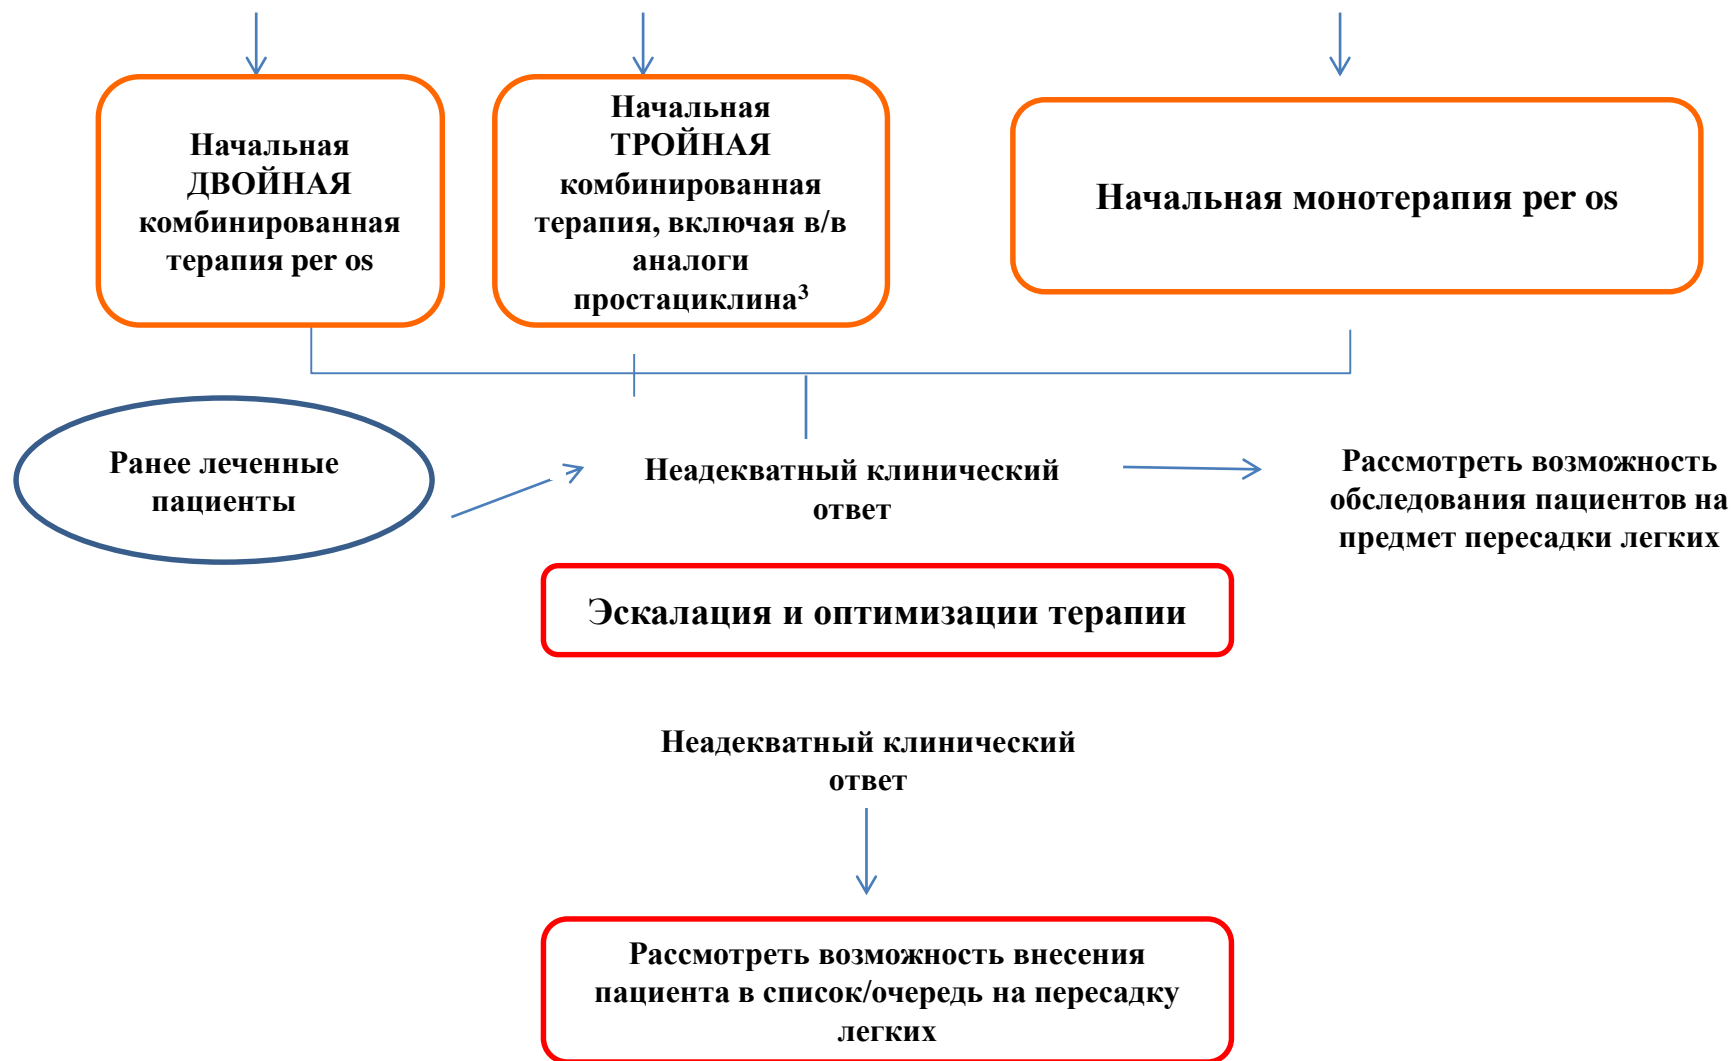 Начальная
ДВОЙНАЯ
комбинированная
терапия per os
Начальная
ТРОЙНАЯ
комбинированная
терапия, включая в/в
аналоги
простациклина³
Начальная монотерапия per os
Ранее леченные
пациенты
Неадекватный клинический
ответ
Рассмотреть возможность
обследования пациентов на
предмет пересадки легких
Эскалация и оптимизации терапии
Неадекватный клинический
ответ
Рассмотреть возможность внесения
пациента в список/очередь на пересадку
легких